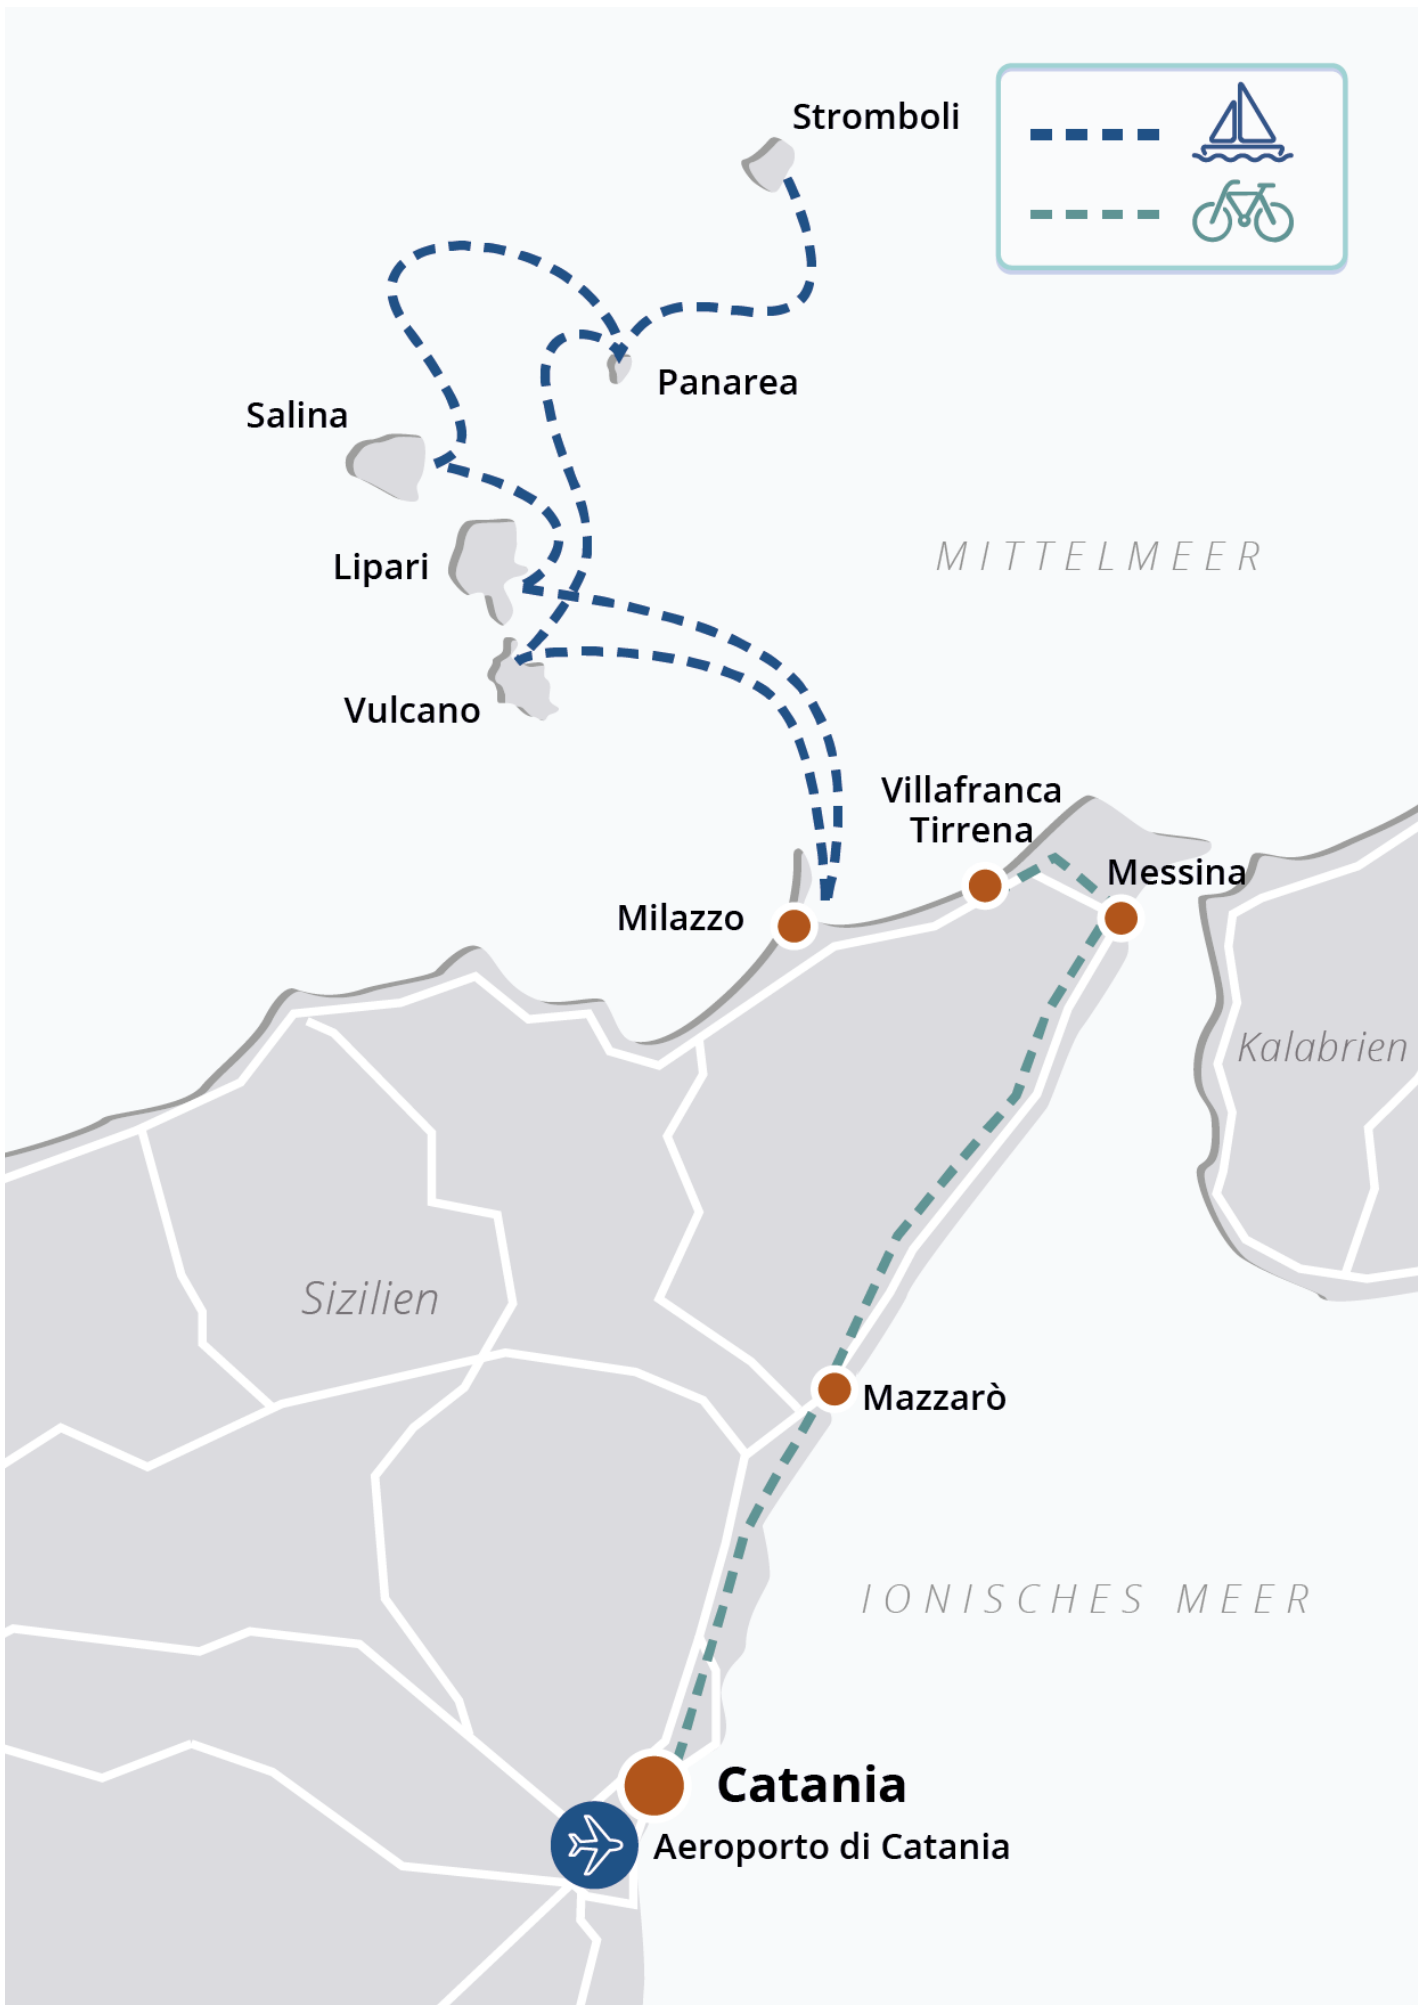 Stromboli
Panarea
Salina
MITTELMEER
Lipari
Vulcano
Villafranca
Tirrena
Messina
Milazzo
Kalabrien
Sizilien
Mazzarò
IONISCHES MEER
Catania
Aeroporto di Catania